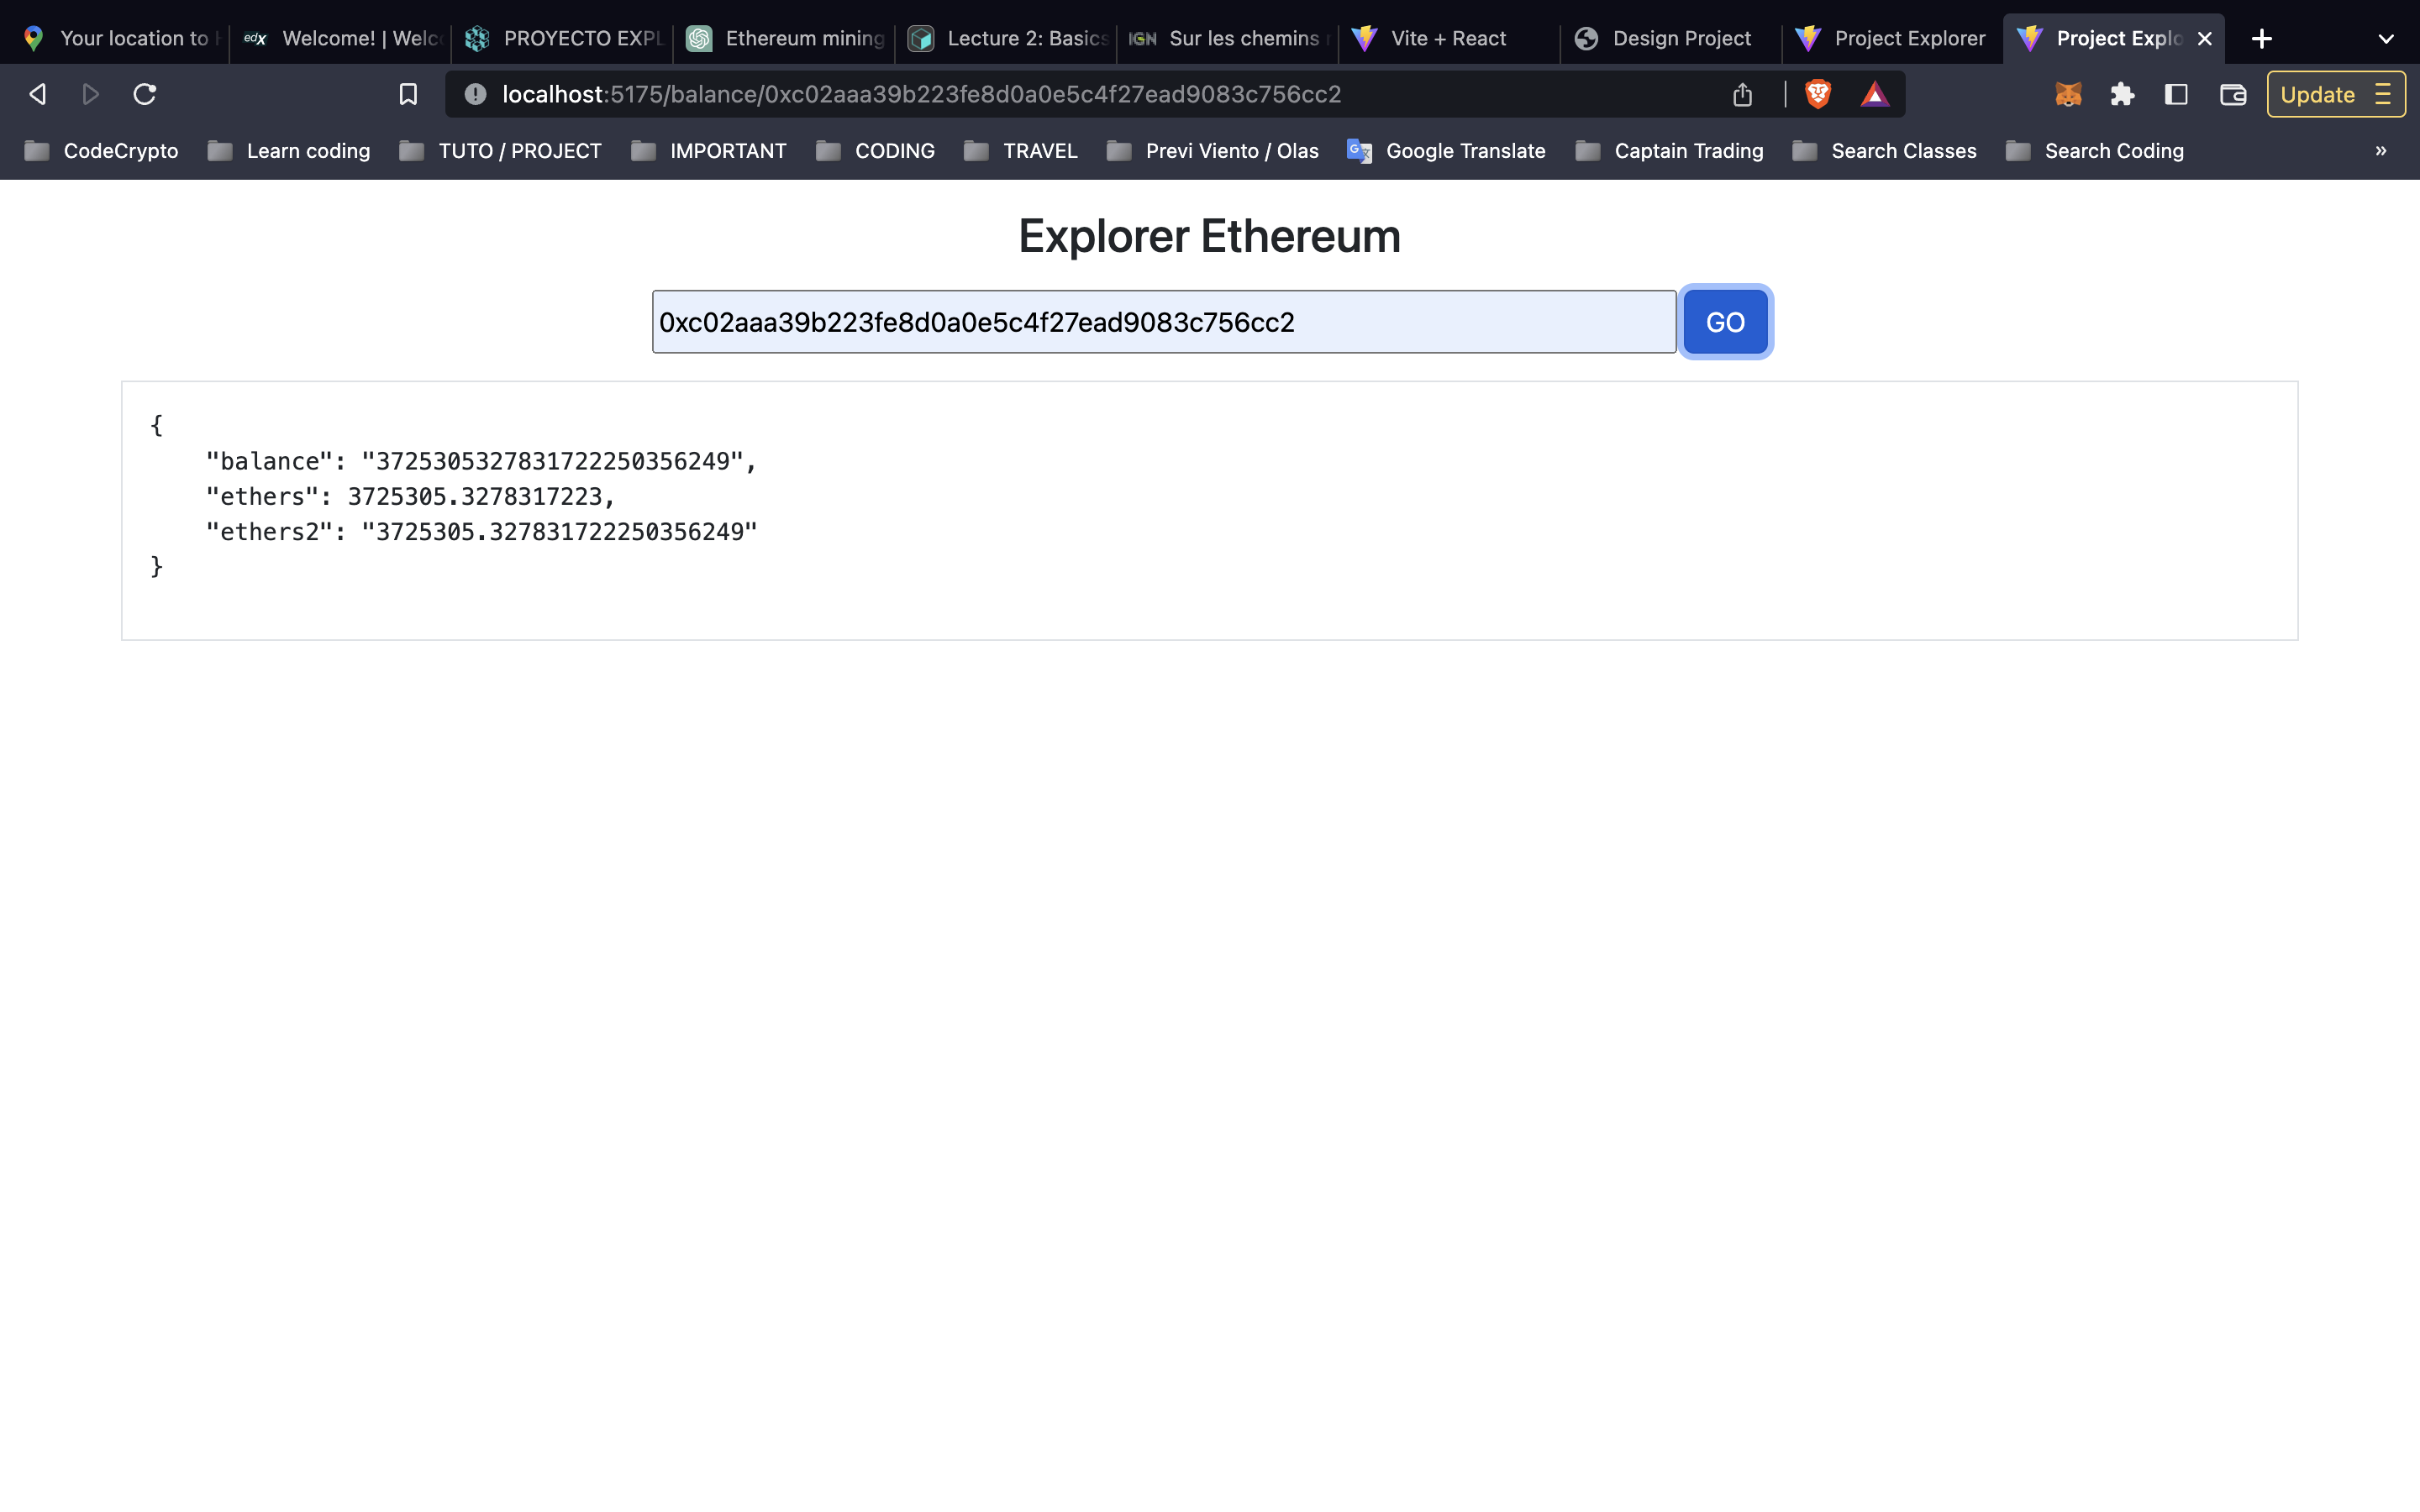 Your location to
edX Welcome! | Welc
PROYECTO EXPL
Ethereum mining
Lecture 2: Basics
IGN Sur les chemins
Vite + React
Design Project
Project Explorer
Project Explo
localhost:5175/balance/0xc02aaa39b223fe8d0a0e5c4f27ead9083c756cc2
Update
CodeCrypto
Learn coding
TUTO / PROJECT
IMPORTANT
CODING
TRAVEL
Previ Viento / Olas
Google Translate
Captain Trading
Search Classes
Search Coding
»
Explorer Ethereum
0xc02aaa39b223fe8d0a0e5c4f27ead9083c756cc2
GO
{
"balance": "3725305327831722250356249",
"ethers": 3725305.3278317223,
"ethers2": "3725305.327831722250356249"
}